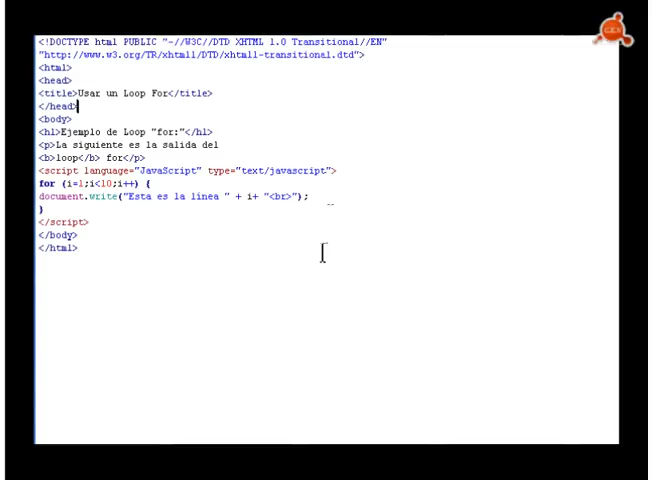 <!DOCTYPE html PUBLIC "-//W3C//DTD XHTML 1.0 Transitional//EN"
"http://www.w3.org/TR/xhtml1/DTD/xhtml1-transitional.dtd">
<html>
<head>
<title>Usar un Loop For</title>
</head>
<body>
<h1>Ejemplo de Loop "for:"</h1>
<p>La siguiente es la salida del
<b>loop</b> for</p>
<script language="JavaScript" type="text/javascript">
for (i=1;i<10;i++) {
document.write("Esta es la línea " + i+ "<br>");
}
</script>
</body>
</html>
GEN